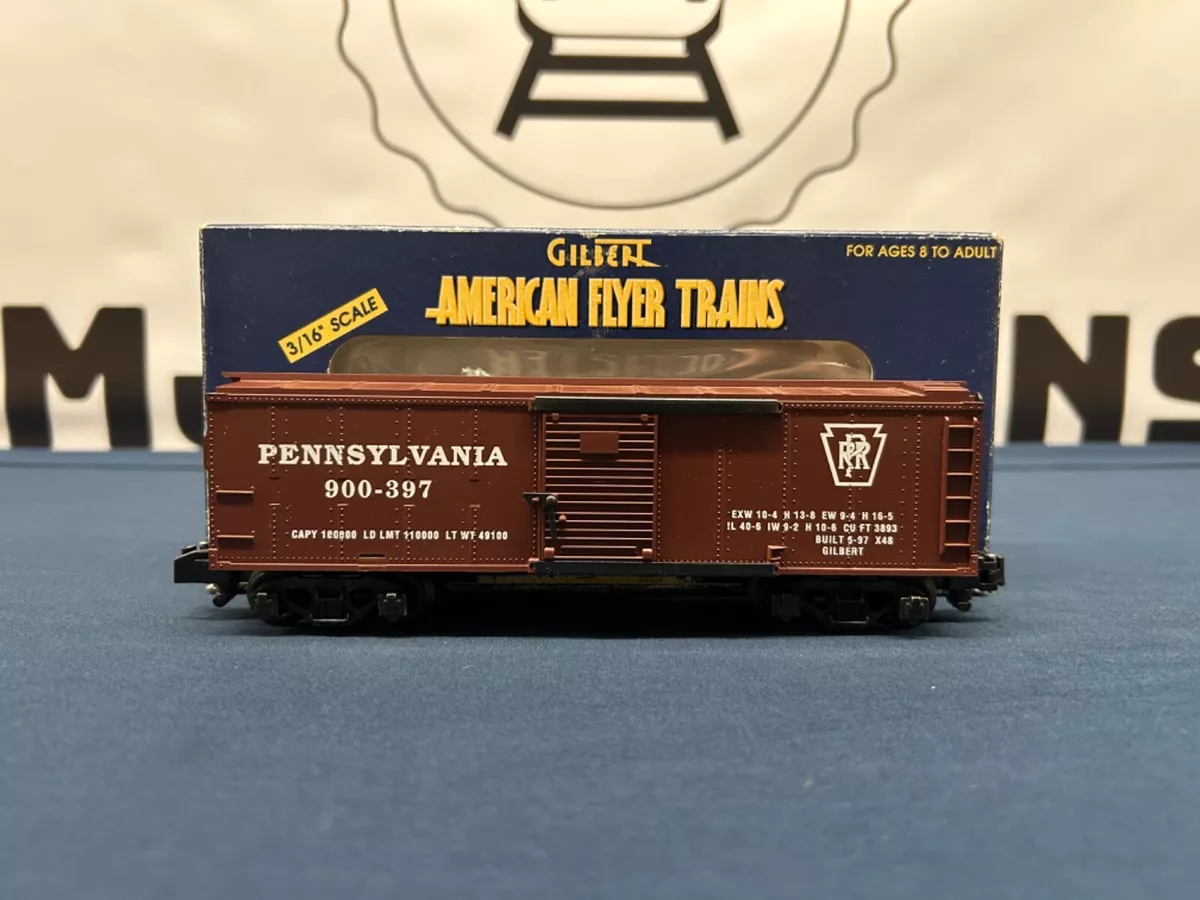 GILBERT
FOR AGES 8 TO ADULT
AMERICAN FLYER TRAINS
3/16" SCALE
PENNSYLVANIA
900-397
CAPY 100000 LD LMT 110000 LT WT 49100
PRR
EXW 10-4 H 13-8 EW 9-4 H 16-5
IL 40-6 IW 9-2 H 10-6 CU FT 3893
BUILT 5-97 X48
GILBERT